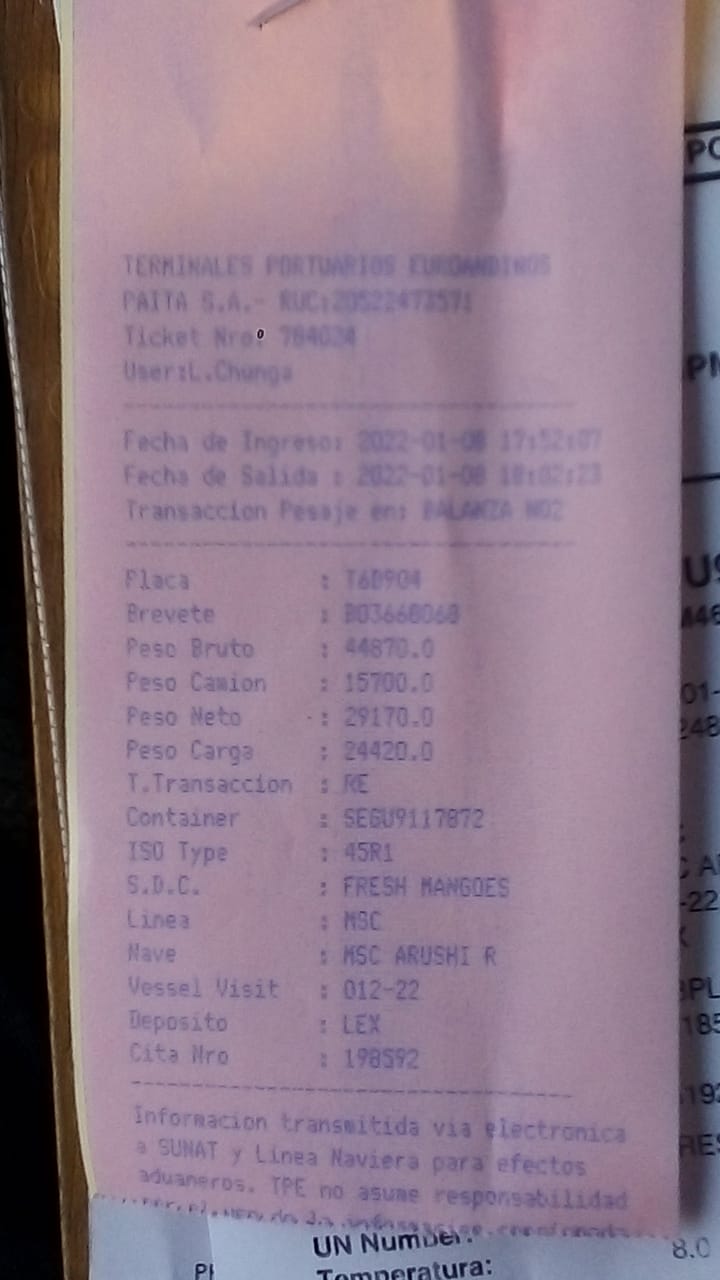 TERMINALES PORTUARIOS EUROANDINOS
PAITA S.A.- RUC:20522473571
Ticket Nro: 784034
User:L.Chunga
Fecha de Ingreso: 2022-01-08 17:52:07
Fecha de Salida : 2022-01-08 18:02:23
Transaccion Pesaje en: BALANZA NO2
Placa : T6D904
Brevete : B03668068
Peso Bruto : 44870.0
Peso Camion : 15700.0
Peso Neto : 29170.0
Peso Carga : 24420.0
T.Transaccion : RE
Container : SEGU9117872
ISO Type : 45R1
S.D.C. : FRESH MANGOES
Linea : MSC
Nave : MSC ARUSHI R
Vessel Visit : 012-22
Deposito : LEX
Cita Nro : 198592
Informacion transmitida via electronica
a SUNAT y Linea Naviera para efectos
aduaneros. TPE no asume responsabilidad
UN Number:
8.0
Temperatura: